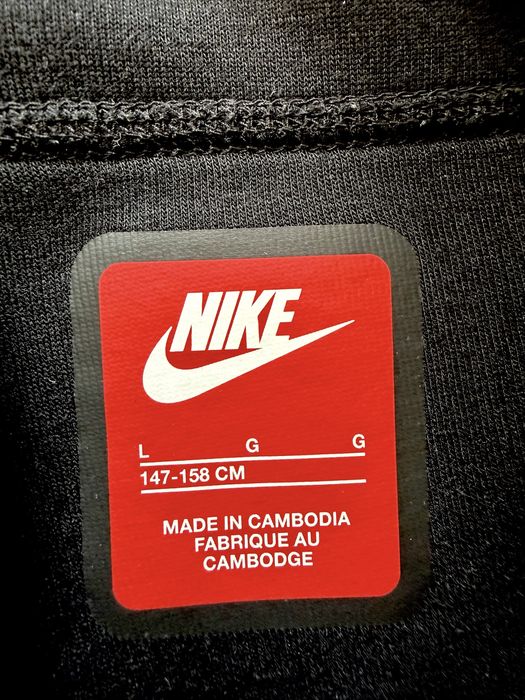 NIKE
L G G
147-158 CM
MADE IN CAMBODIA
FABRIQUE AU
CAMBODGE